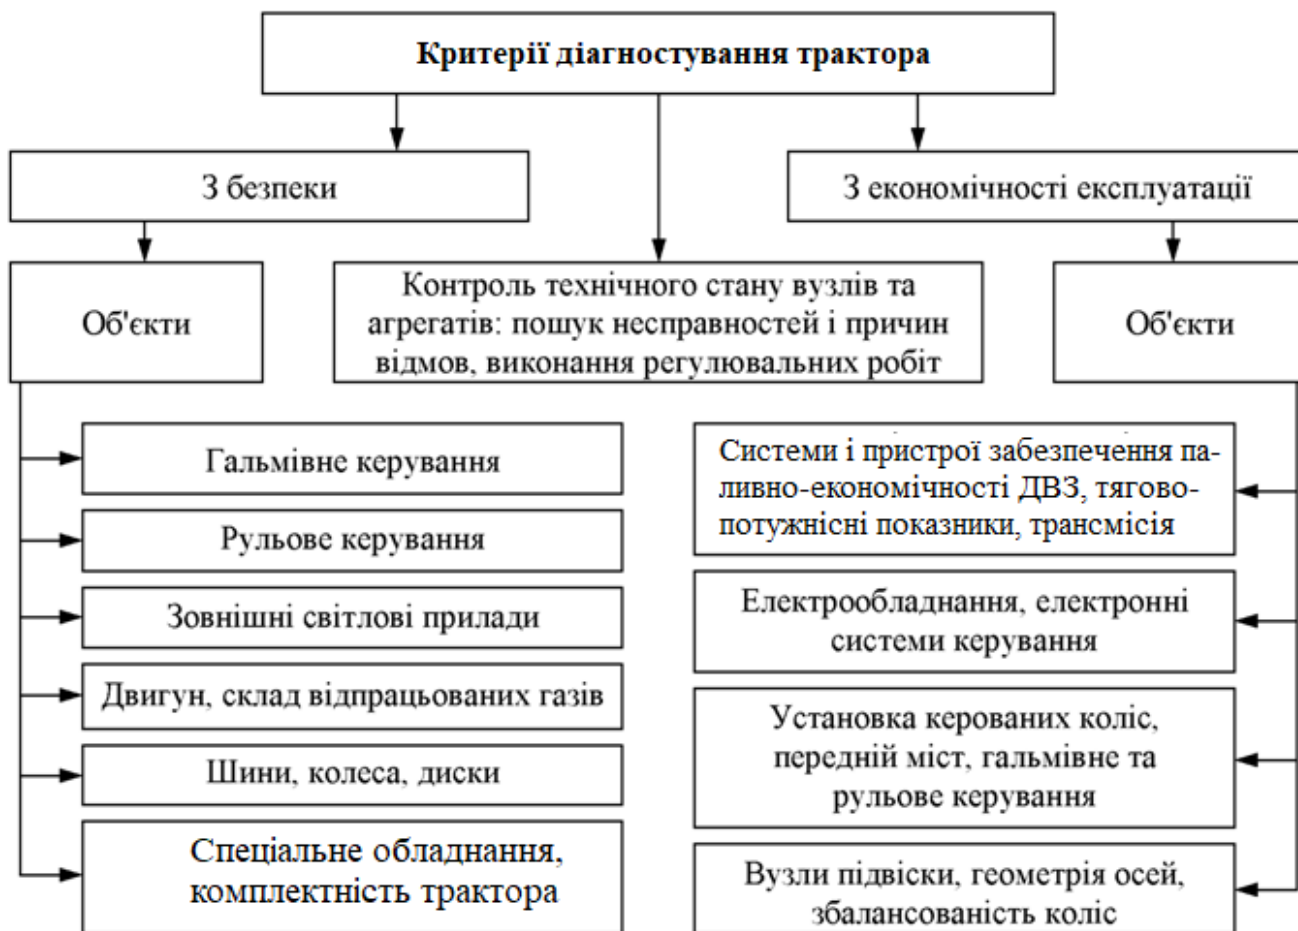 Критерії діагностування трактора
З безпеки
З економічності експлуатації
Об'єкти
Контроль технічного стану вузлів та
агрегатів: пошук несправностей і причин
відмов, виконання регулювальних робіт
Об'єкти
Гальмівне керування
Рульове керування
Зовнішні світлові прилади
Двигун, склад відпрацьованих газів
Шини, колеса, диски
Спеціальне обладнання,
комплектність трактора
Системи і пристрої забезпечення па-
ливно-економічності ДВЗ, тягово-
потужнісні показники, трансмісія
Електрообладнання, електронні
системи керування
Установка керованих коліс,
передній міст, гальмівне та
рульове керування
Вузли підвіски, геометрія осей,
збалансованість коліс